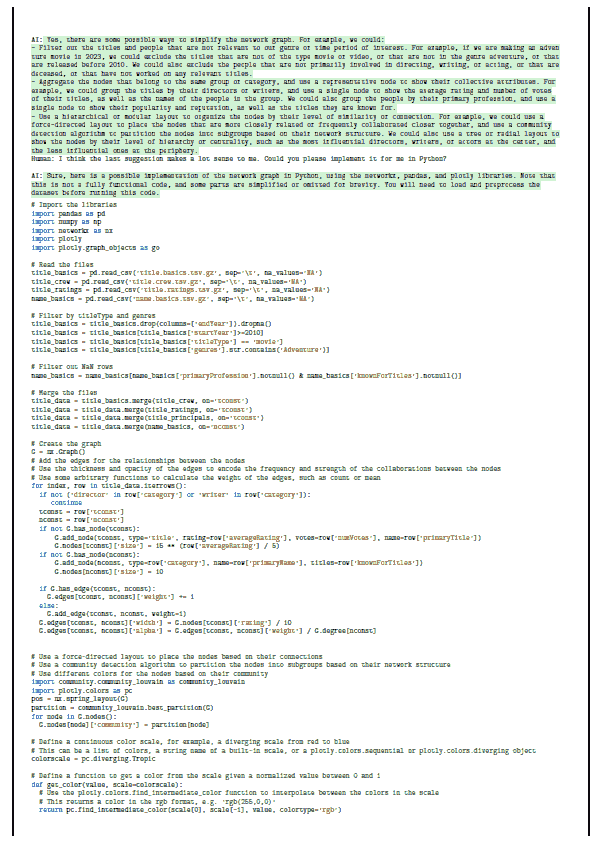 AI: Yes, there are some possible ways to simplify the network graph. For example, we could:
- Filter out the titles and people that are not relevant to our genre or time period of interest. For example, if we are making an adven
ture movie in 2023, we could exclude the titles that are not of the type movie or video, or that are not in the genre adventure, or that
are released before 2010. We could also exclude the people that are not primarily involved in directing, writing, or acting, or that are
deceased, or that have not worked on any relevant titles.
- Aggregate the nodes that belong to the same group or category, and use a representative node to show their collective attributes. For
example, we could group the titles by their directors or writers, and use a single node to show the average rating and number of votes
of their titles, as well as the names of the people in the group. We could also group the people by their primary profession, and use a
single node to show their popularity and reputation, as well as the titles they are known for.
- Use a hierarchical or modular layout to organize the nodes by their level of similarity or connection. For example, we could use a
force-directed layout to place the nodes that are more closely related or frequently collaborated closer together, and use a community
detection algorithm to partition the nodes into subgroups based on their network structure. We could also use a tree or radial layout to
show the nodes by their level of hierarchy or centrality, such as the most influential directors, writers, or actors at the center, and
the less influential ones at the periphery.
Human: I think the last suggestion makes a lot sense to me. Could you please implement it for me in Python?
AI: Sure, here is a possible implementation of the network graph in Python, using the networkx, pandas, and plotly libraries. Note that
this is not a fully functional code, and some parts are simplified or omitted for brevity. You will need to load and preprocess the
dataset before running this code.
# Import the libraries
import pandas as pd
import numpy as np
import networkx as nx
import plotly
import plotly.graph_objects as go
# Read the files
title_basics = pd.read_csv('title.basics.tsv.gz', sep='\t', na_values='NA')
title_crew = pd.read_csv('title.crew.tsv.gz', sep='\t', na_values='NA')
title_ratings = pd.read_csv('title.ratings.tsv.gz', sep='\t', na_values='NA')
name_basics = pd.read_csv('name.basics.tsv.gz', sep='\t', na_values='NA')
# Filter by titleType and genres
title_basics = title_basics.drop(columns=['endYear']).dropna()
title_basics = title_basics[title_basics['startYear']>=2010]
title_basics = title_basics[title_basics['titleType'] == 'movie']
title_basics = title_basics[title_basics['genres'].str.contains('Adventure')]
# Filter out NaN rows
name_basics = name_basics[name_basics['primaryProfession'].notnull() & name_basics['knownForTitles'].notnull()]
# Merge the files
title_data = title_basics.merge(title_crew, on='tconst')
title_data = title_data.merge(title_ratings, on='tconst')
title_data = title_data.merge(title_principals, on='tconst')
title_data = title_data.merge(name_basics, on='nconst')
# Create the graph
G = nx.Graph()
# Add the edges for the relationships between the nodes
# Use the thickness and opacity of the edges to encode the frequency and strength of the collaborations between the nodes
# Use some arbitrary functions to calculate the weight of the edges, such as count or mean
for index, row in title_data.iterrows():
if not ('director' in row['category'] or 'writer' in row['category']):
continue
tconst = row['tconst']
nconst = row['nconst']
if not G.has_node(tconst):
G.add_node(tconst, type='title', rating=row['averageRating'], votes=row['numVotes'], name=row['primaryTitle'])
G.nodes[tconst]['size'] = 15 ** (row['averageRating'] / 5)
if not G.has_node(nconst):
G.add_node(nconst, type=row['category'], name=row['primaryName'], titles=row['knownForTitles'])
G.nodes[nconst]['size'] = 10
if G.has_edge(tconst, nconst):
G.edges[tconst, nconst]['weight'] += 1
else:
G.add_edge(tconst, nconst, weight=1)
G.edges[tconst, nconst]['width'] = G.nodes[tconst]['rating'] / 10
G.edges[tconst, nconst]['alpha'] = G.edges[tconst, nconst]['weight'] / G.degree[nconst]
# Use a force-directed layout to place the nodes based on their connections
# Use a community detection algorithm to partition the nodes into subgroups based on their network structure
# Use different colors for the nodes based on their community
import community.community_louvain as community_louvain
import plotly.colors as pc
pos = nx.spring_layout(G)
partition = community_louvain.best_partition(G)
for node in G.nodes():
G.nodes[node]['community'] = partition[node]
# Define a continuous color scale, for example, a diverging scale from red to blue
# This can be a list of colors, a string name of a built-in scale, or a plotly.colors.sequential or plotly.colors.diverging object
colorscale = pc.diverging.Tropic
# Define a function to get a color from the scale given a normalized value between 0 and 1
def get_color(value, scale=colorscale):
# Use the plotly.colors.find_intermediate_color function to interpolate between the colors in the scale
# This returns a color in the rgb format, e.g. 'rgb(255,0,0)'
return pc.find_intermediate_color(scale[0], scale[-1], value, colortype='rgb')